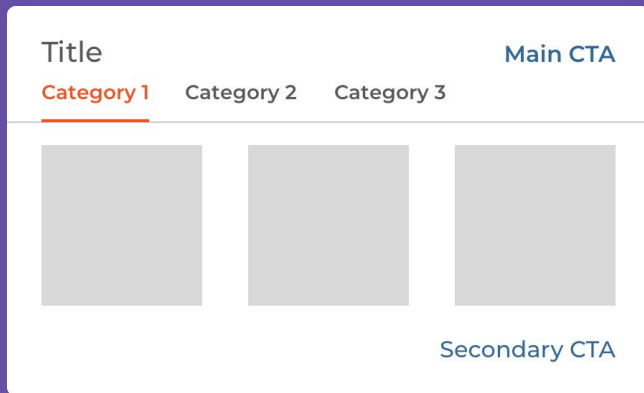 Title
Main CTA
Category 1 Category 2 Category 3
Secondary CTA